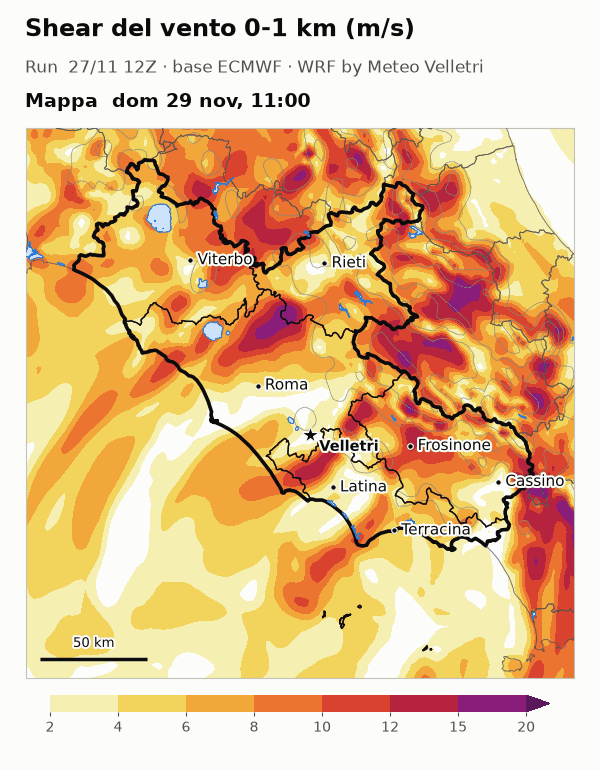 Shear del vento 0-1 km (m/s)
Run  27/11 12Z · base ECMWF · WRF by Meteo Velletri
Mappa  dom 29 nov, 11:00
Viterbo
Rieti
Roma
Velletri
Frosinone
Latina
Cassino
Terracina
50 km
2 4 6 8 10 12 15 20